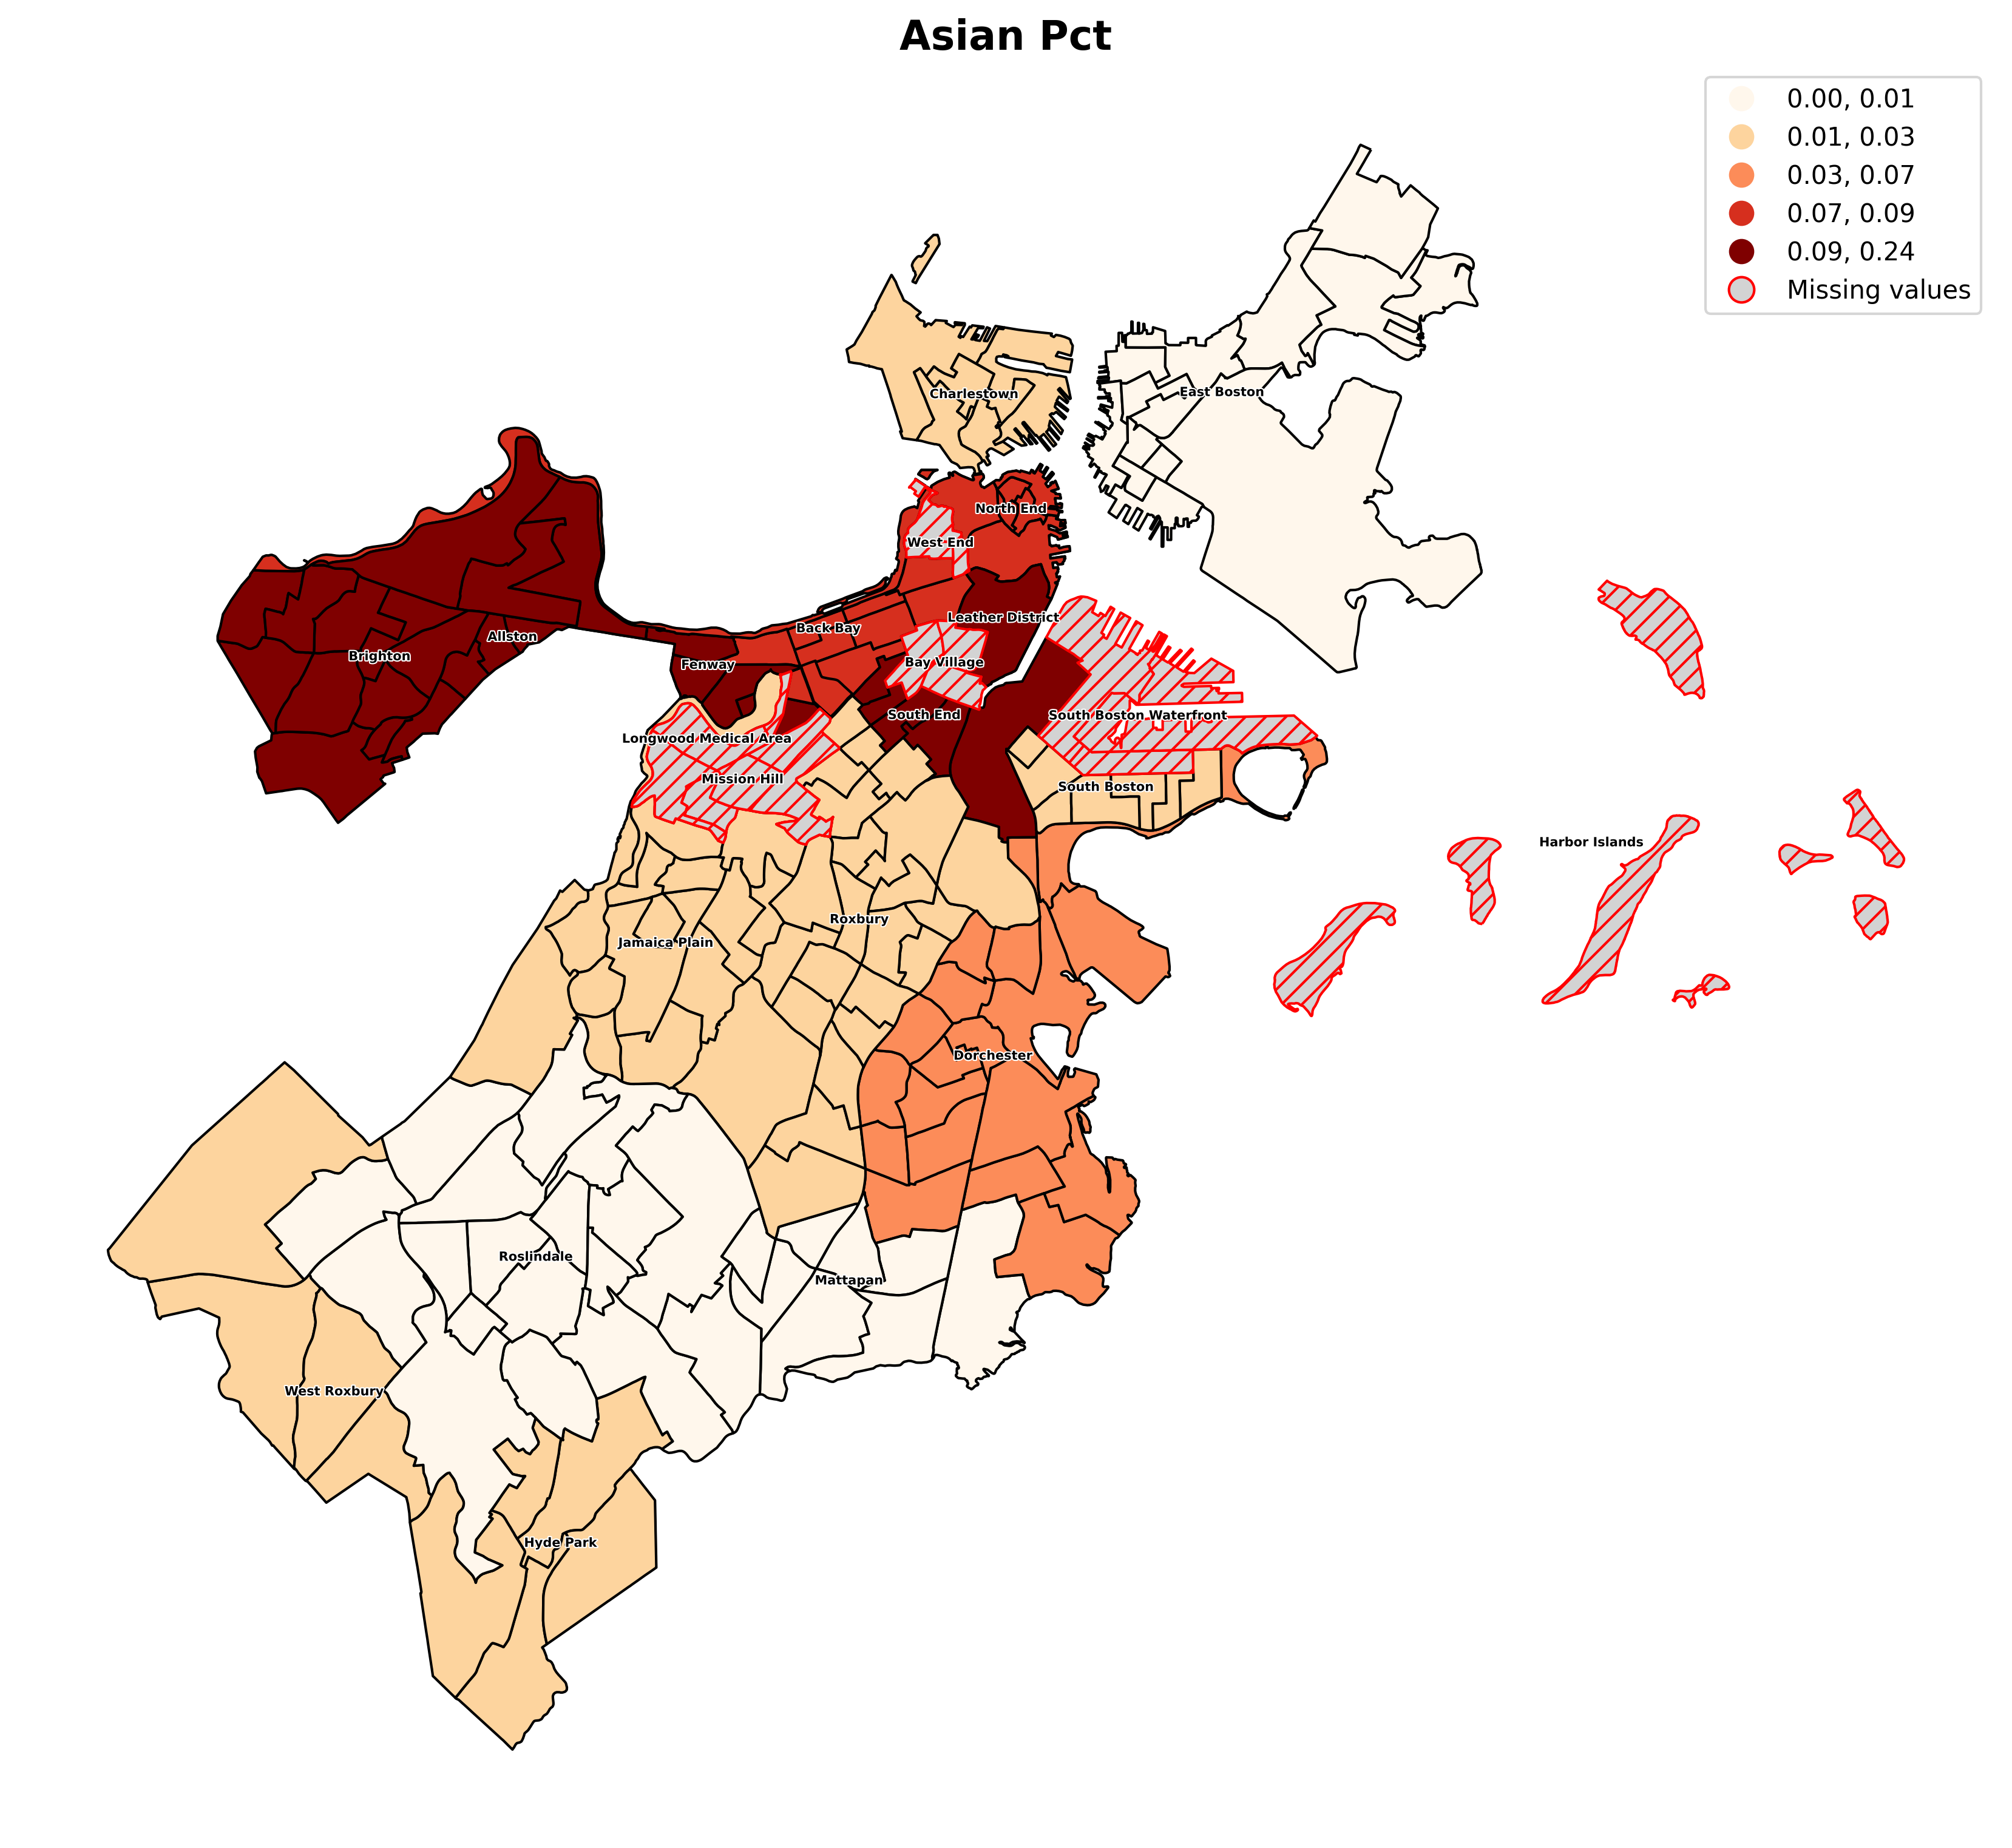 Asian Pct
0.00, 0.01
0.01, 0.03
0.03, 0.07
0.07, 0.09
0.09, 0.24
Missing values
Charlestown
East Boston
North End
West End
Leather District
Back Bay
Allston
Brighton
Fenway
Bay Village
South End
South Boston Waterfront
Longwood Medical Area
Mission Hill
South Boston
Harbor Islands
Roxbury
Jamaica Plain
Dorchester
Roslindale
Mattapan
West Roxbury
Hyde Park